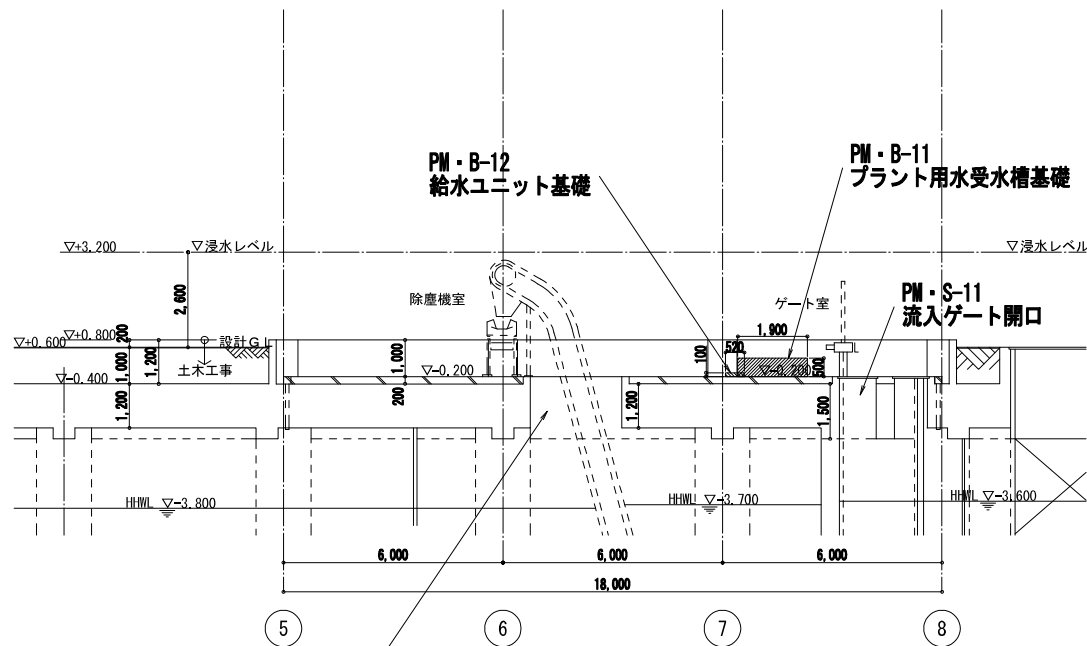 PM・B-12
給水ユニット基礎
PM・B-11
プラント用水受水槽基礎
▽+3.200
▽浸水レベル
▽浸水レベル
除塵機室
ゲート室
PM・S-11
流入ゲート開口
2,600
1,900
520
▽+0.600
▽+0.800
200
設計GL
土木工事
1,000
1,200
1,000
100
500
▽-0.200
▽-0.200
▽-0.400
200
1,200
1,200
1,500
HHWL ▽-3.800
HHWL ▽-3.700
HHWL ▽-3.600
6,000
6,000
6,000
18,000
5
6
7
8